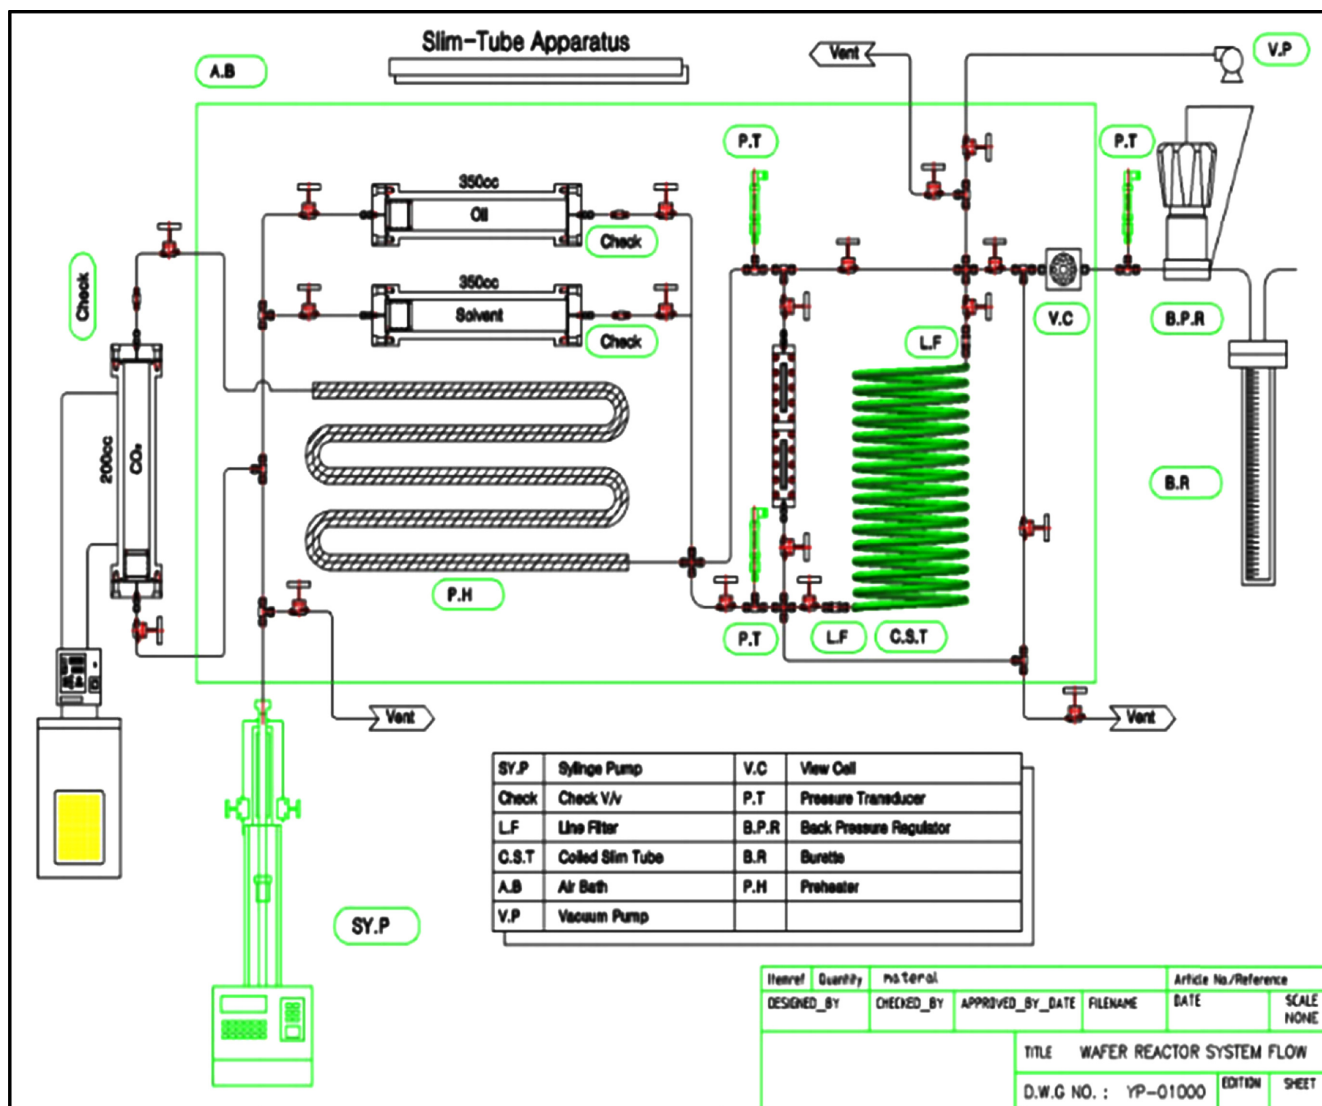 Slim-Tube Apparatus
A.B
Vent
V.P
P.T
P.T
350cc
Oil
Check
Check
350cc
Solvent
Check
V.C
B.P.R
L.F
200cc
CO₂
B.R
P.H
P.T
L.F
C.S.T
Vent
Vent
SY.P Sylinge Pump V.C View Cell
Check Check V/v P.T Pressure Transducer
L.F Line Filter B.P.R Back Pressure Regulator
C.S.T Coiled Slim Tube B.R Burette
A.B Air Bath P.H Preheater
V.P Vacuum Pump
SY.P
Itemref Quantity material Article No./Reference
DESIGNED_BY CHECKED_BY APPROVED_BY_DATE FILENAME DATE SCALE
NONE
TITLE WAFER REACTOR SYSTEM FLOW
D.W.G NO. : YP-01000 EDITION SHEET